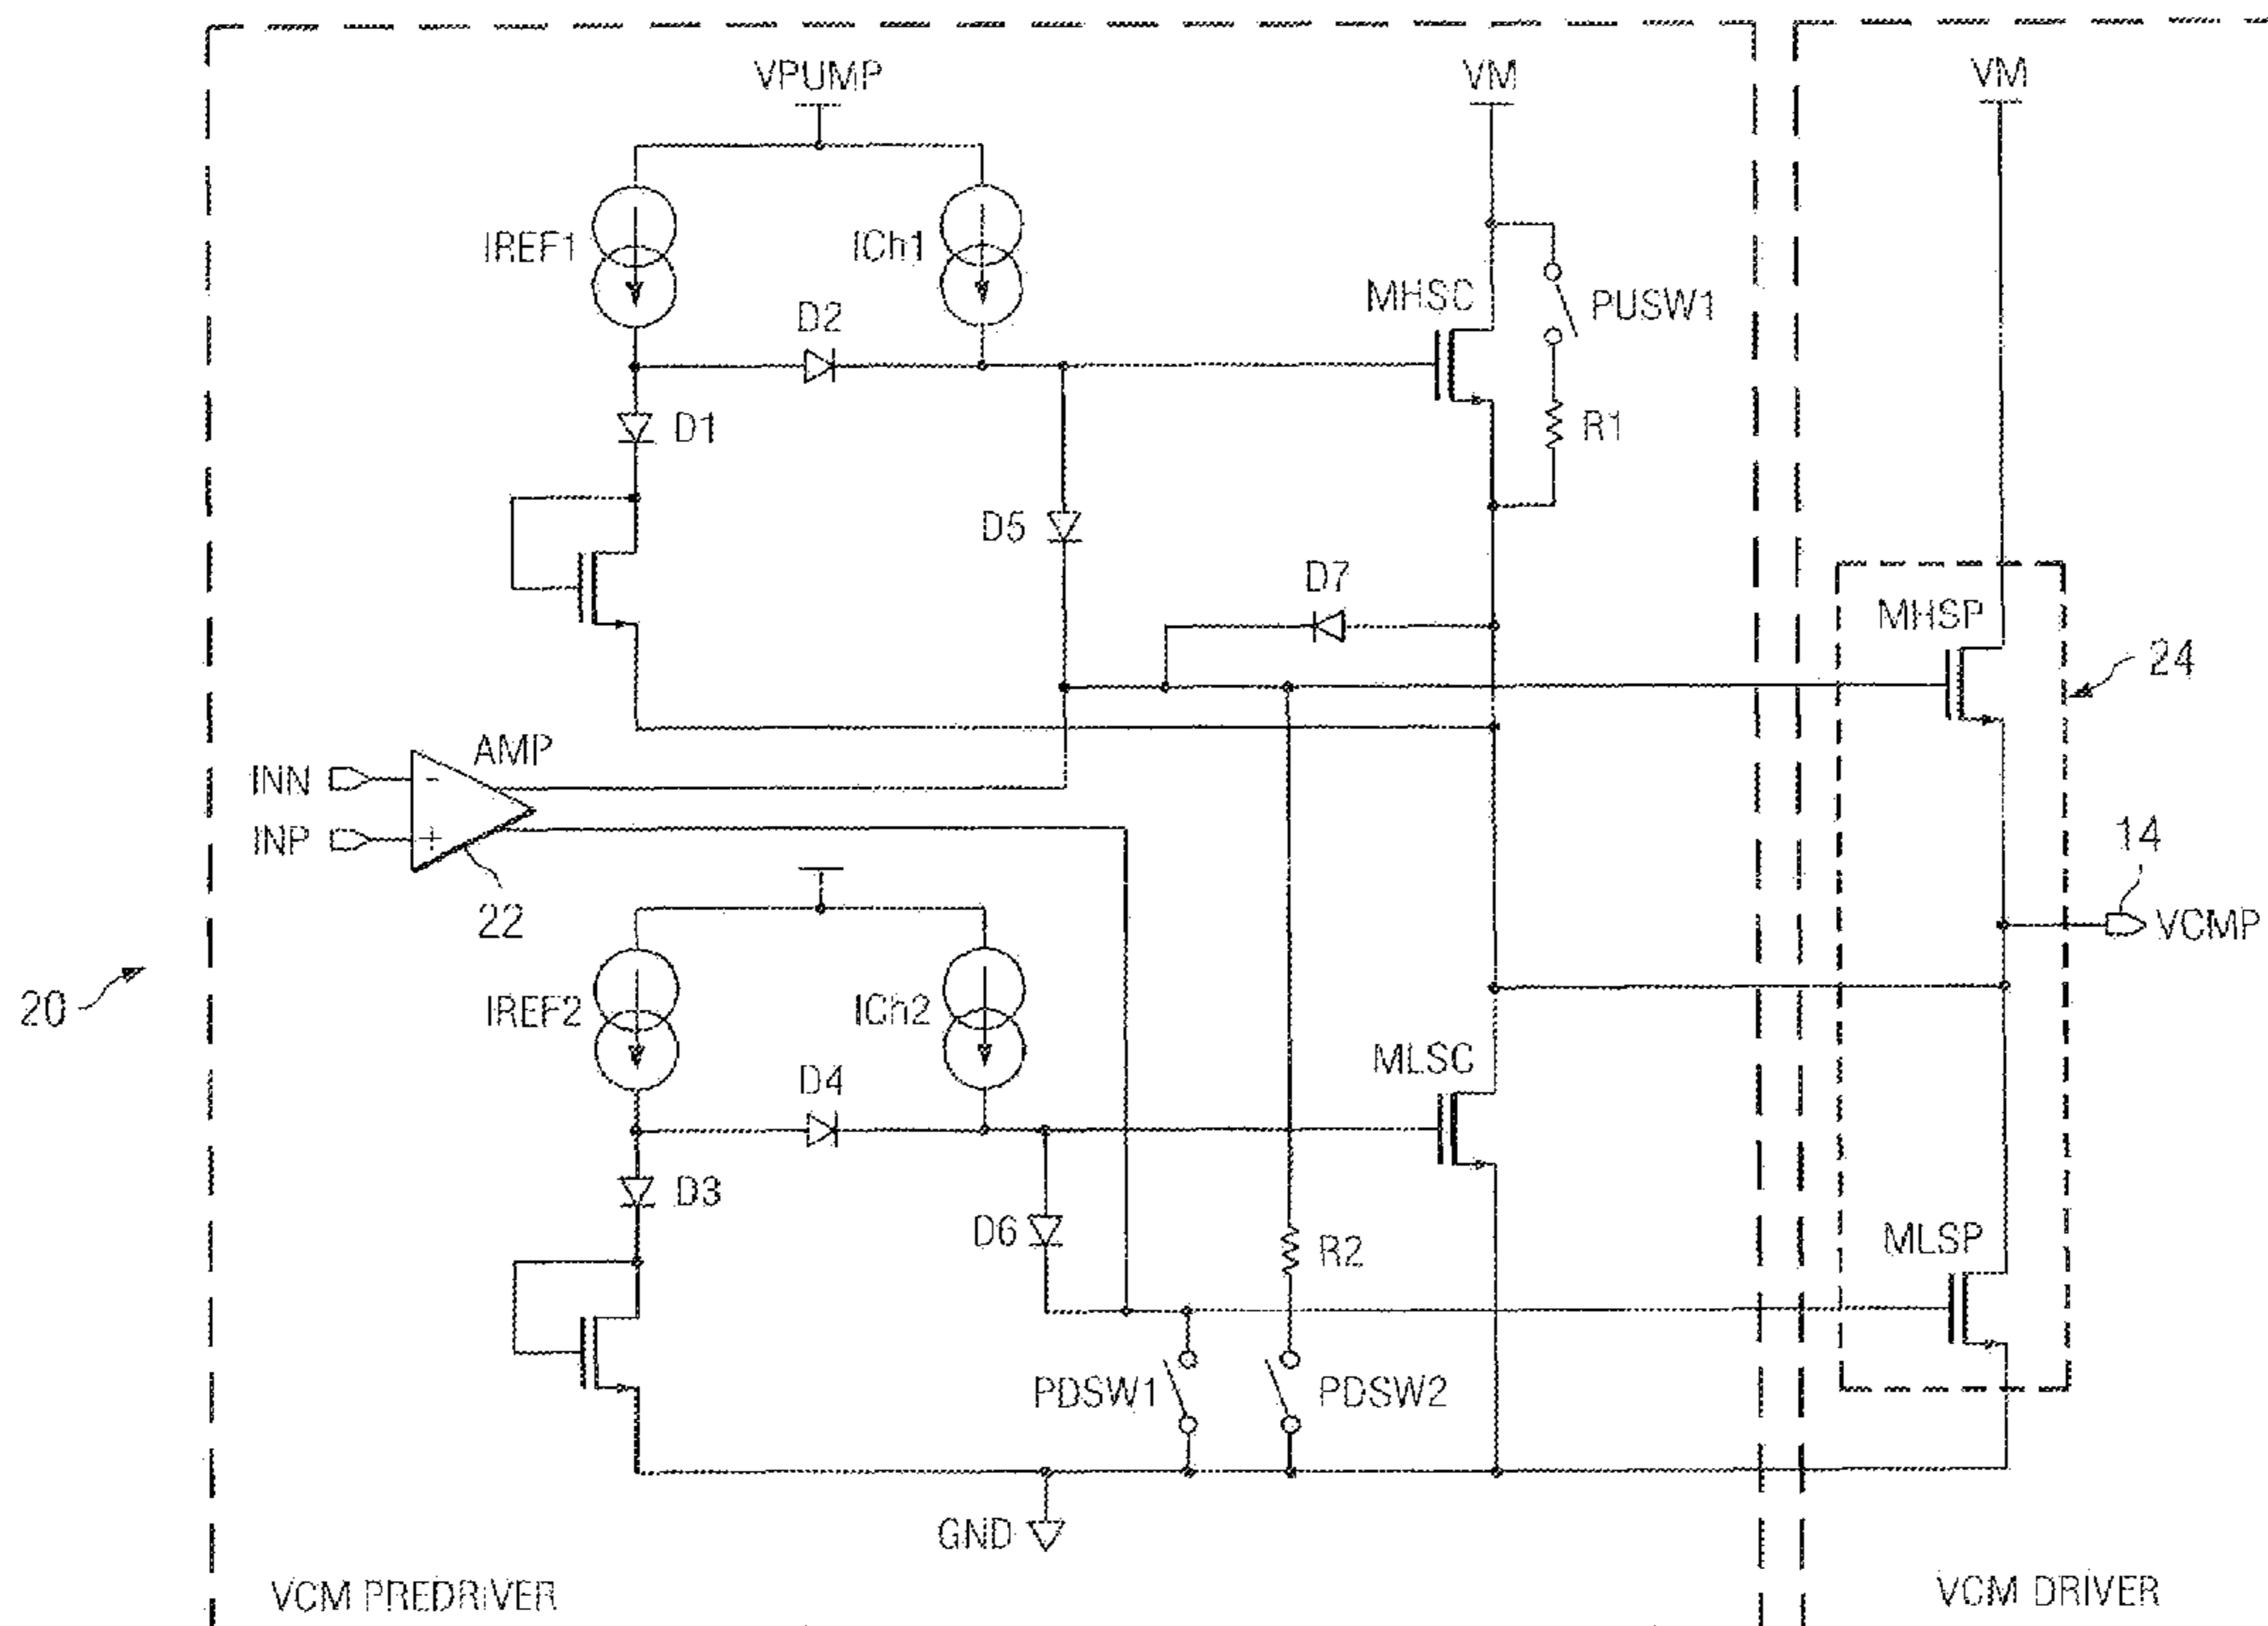 VPUMP
VM
VM
IREF1
ICh1
MHSC
PUSW1
D2
D1
R1
D5
D7
MHSP
24
AMP
INN
-
INP
+
22
14
VCMP
20
IREF2
ICh2
MLSC
D4
D3
D6
R2
MLSP
PDSW1
PDSW2
GND
VCM PREDRIVER
VCM DRIVER